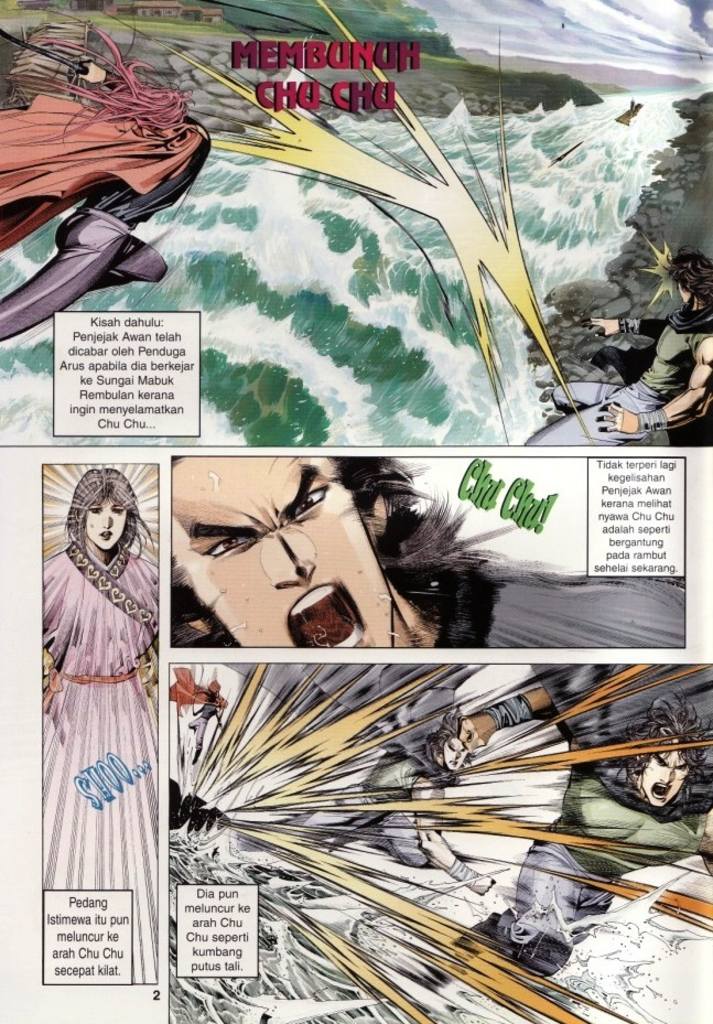 MEMBUNUH
CHU CHU
Kisah dahulu:
Penjejak Awan telah
dicabar oleh Penduga
Arus apabila dia berkejar
ke Sungai Mabuk
Rembulan kerana
ingin menyelamatkan
Chu Chu...
Chu Chu!
Tidak terperi lagi
kegelisahan
Penjejak Awan
kerana melihat
nyawa Chu Chu
adalah seperti
bergantung
pada rambut
sehelai sekarang.
SHOO...
Pedang
Istimewa itu pun
meluncur ke
arah Chu Chu
secepat kilat.
Dia pun
meluncur ke
arah Chu
Chu seperti
kumbang
putus tali.
2